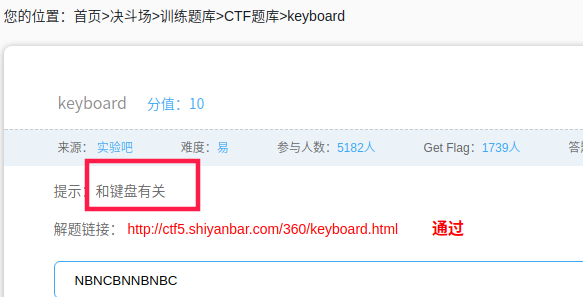 您的位置：首页>决斗场>训练题库>CTF题库>keyboard
keyboard 分值：10
来源： 实验吧 难度：易 参与人数：5182人 Get Flag：1739人 答题
提示：和键盘有关
解题链接： http://ctf5.shiyanbar.com/360/keyboard.html 通过
NBNCBNNBNBC